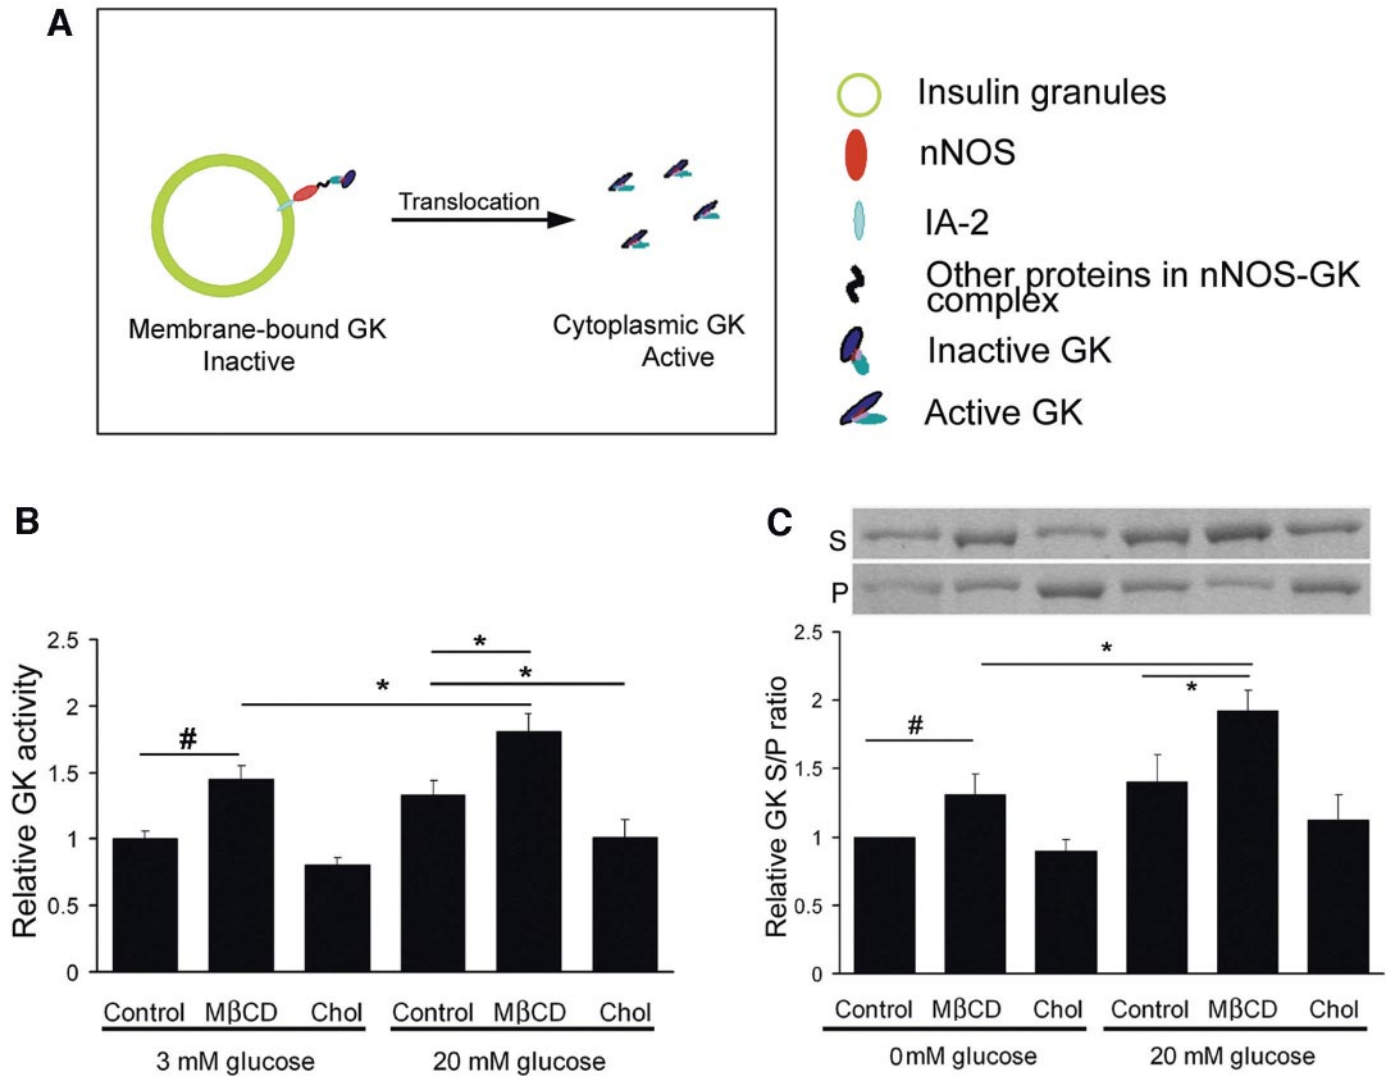 A
Translocation
Membrane-bound GK
Inactive
Cytoplasmic GK
Active
Insulin granules
nNOS
IA-2
Other proteins in nNOS-GK
complex
Inactive GK
Active GK
B
Relative GK activity
2.5
2
1.5
1
0.5
0
#
*
*
*
Control MβCD Chol Control MβCD Chol
3 mM glucose 20 mM glucose
C
S
P
Relative GK S/P ratio
2.5
2
1.5
1
0.5
0
#
*
*
Control MβCD Chol Control MβCD Chol
0mM glucose 20 mM glucose